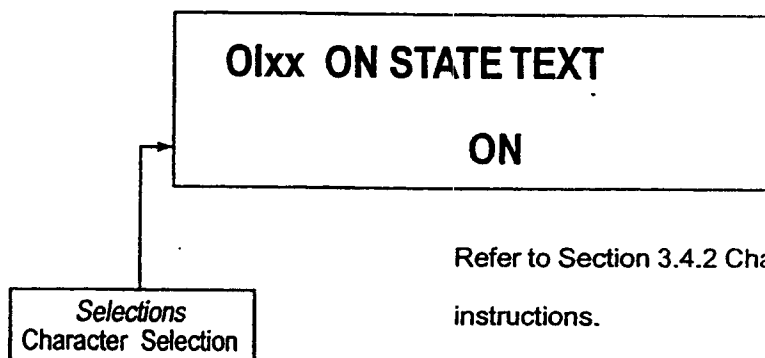 OIxx ON STATE TEXT
ON
Refer to Section 3.4.2 Cha
instructions.
Selections
Character Selection